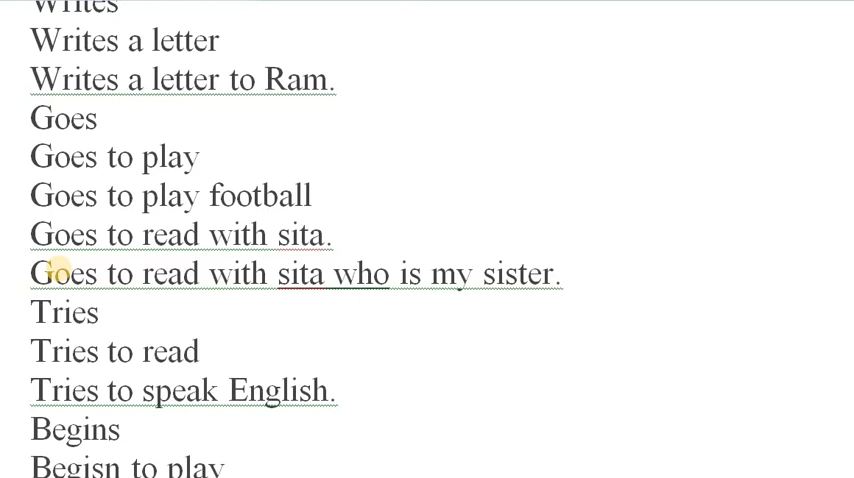 Writes
Writes a letter
Writes a letter to Ram.
Goes
Goes to play
Goes to play football
Goes to read with sita.
Goes to read with sita who is my sister.
Tries
Tries to read
Tries to speak English.
Begins
Begisn to play